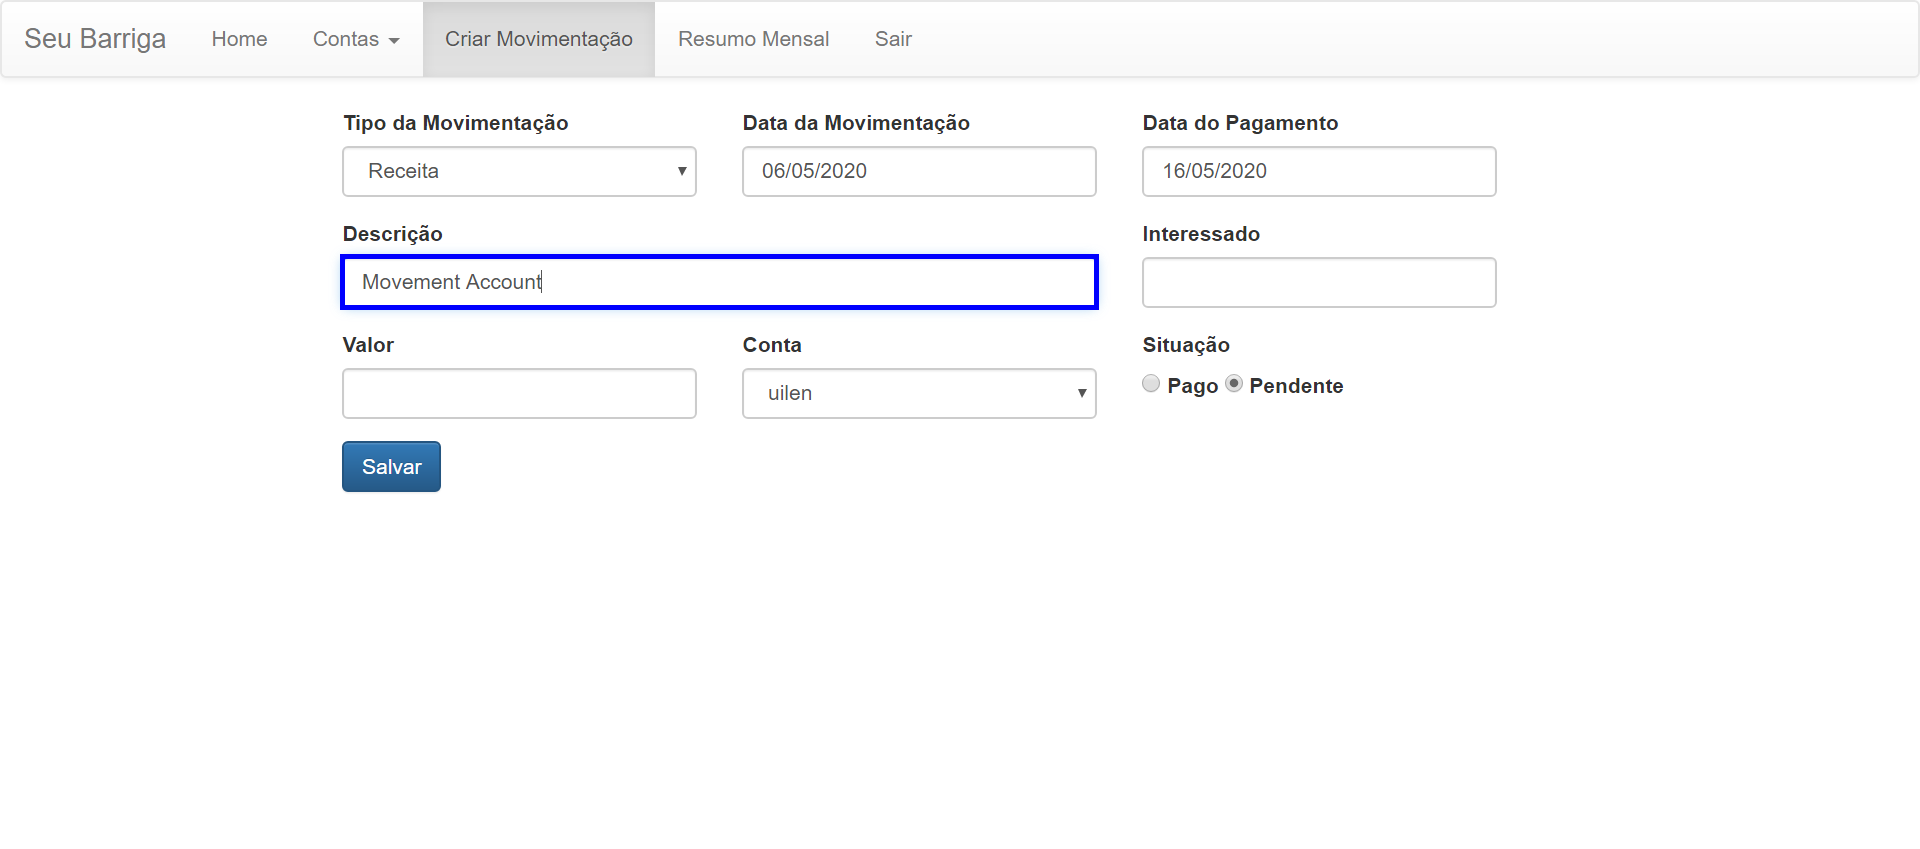 Seu Barriga Home Contas Criar Movimentação Resumo Mensal Sair
Tipo da Movimentação Data da Movimentação Data do Pagamento
Receita 06/05/2020 16/05/2020
Descrição Interessado
Movement Account
Valor Conta Situação
uilen Pago Pendente
Salvar